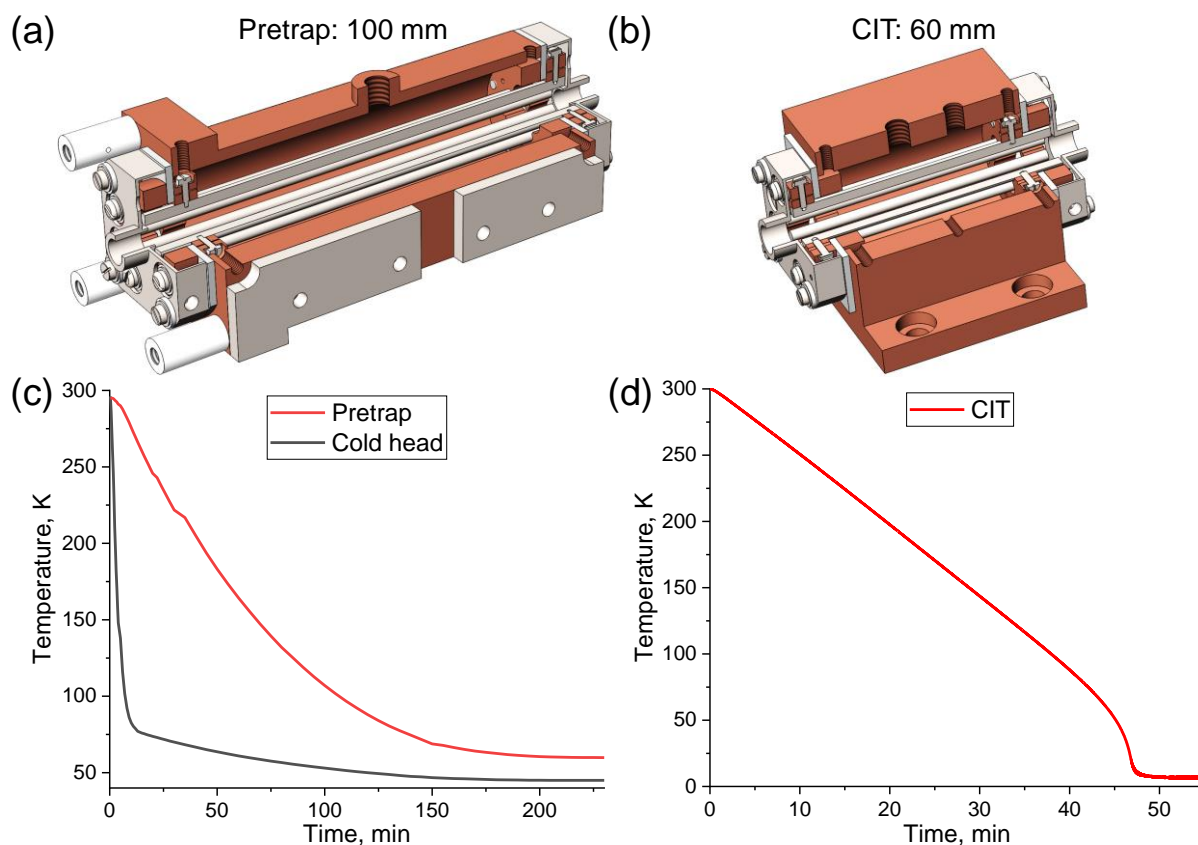 (a)
Pretrap: 100 mm
(b)
CIT: 60 mm
(c)
300
250
200
150
100
50
Temperature, K
Pretrap
Cold head
0
50
100
150
200
Time, min
(d)
300
250
200
150
100
50
0
Temperature, K
CIT
0
10
20
30
40
50
Time, min